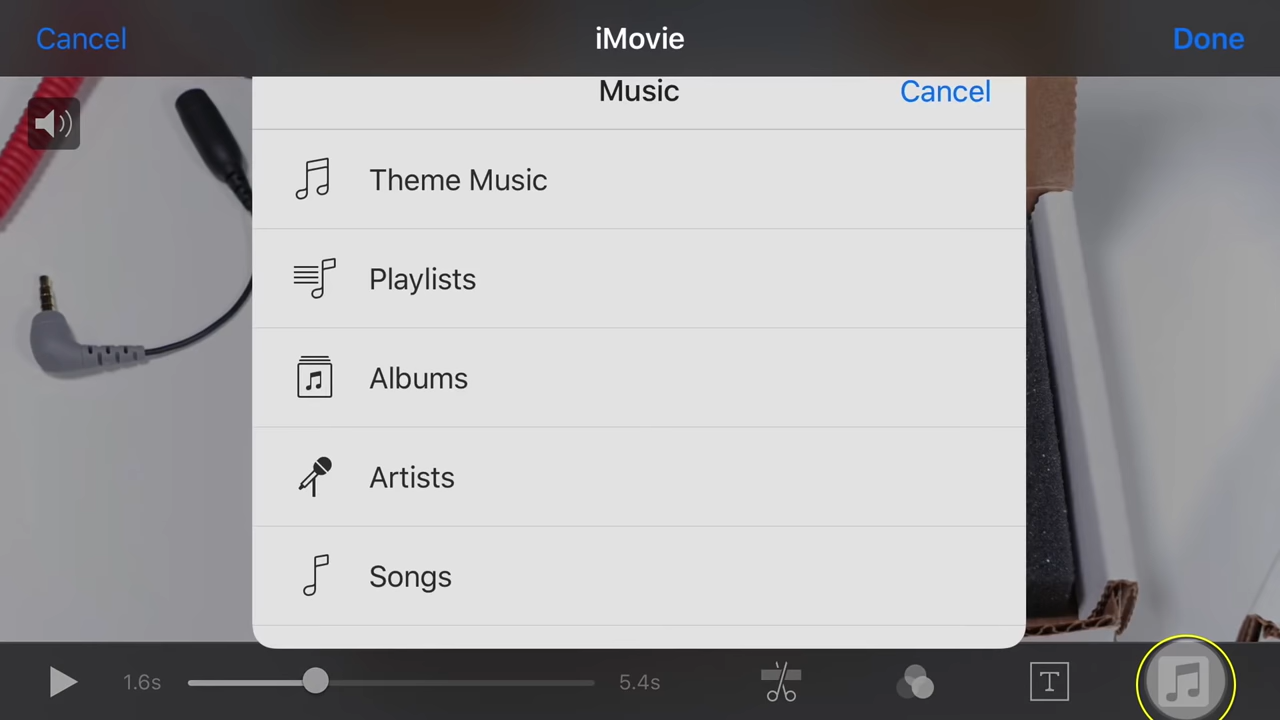 Cancel iMovie Done
Music Cancel
Theme Music
Playlists
Albums
Artists
Songs
1.6s 5.4s T